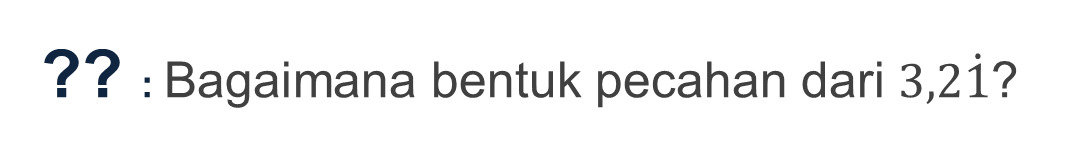 ?? : Bagaimana bentuk pecahan dari 3,21̇?